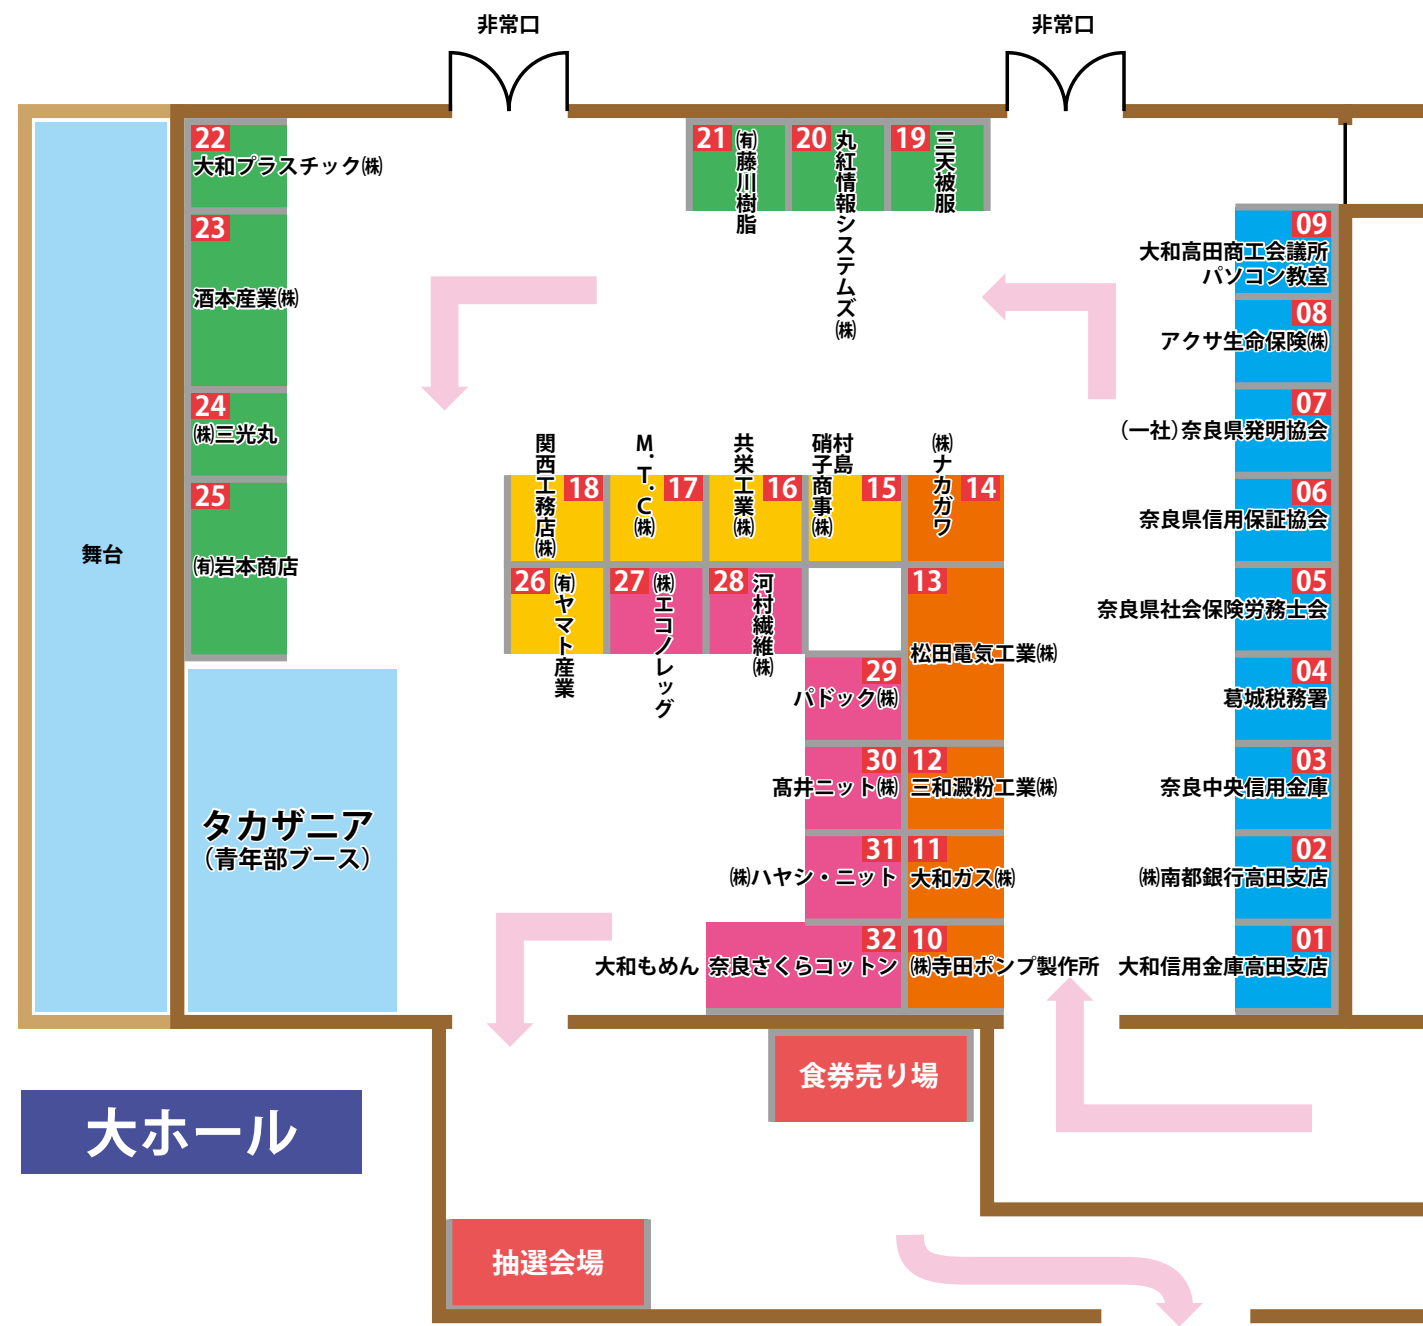 非常口
非常口
22
大和プラスチック㈱
23
酒本産業㈱
24
㈱三光丸
25
㈲岩本商店
21
㈲藤川樹脂
20
丸紅情報システムズ㈱
19
三天被服
09
大和高田商工会議所
パソコン教室
08
アクサ生命保険㈱
07
(一社)奈良県発明協会
06
奈良県信用保証協会
05
奈良県社会保険労務士会
04
葛城税務署
03
奈良中央信用金庫
02
㈱南都銀行高田支店
01
大和信用金庫高田支店
18
関西工務店㈱
17
M.T.C㈱
16
共栄工業㈱
15
村島
硝子商事㈱
14
㈱ナカガワ
26
㈲ヤマト産業
27
㈱エコノレッグ
28
河村繊維㈱
13
松田電気工業㈱
29
パドック㈱
30
髙井ニット㈱
12
三和澱粉工業㈱
31
㈱ハヤシ・ニット
11
大和ガス㈱
32
大和もめん 奈良さくらコットン
10
㈱寺田ポンプ製作所
舞台
タカザニア
(青年部ブース)
食券売り場
大ホール
抽選会場